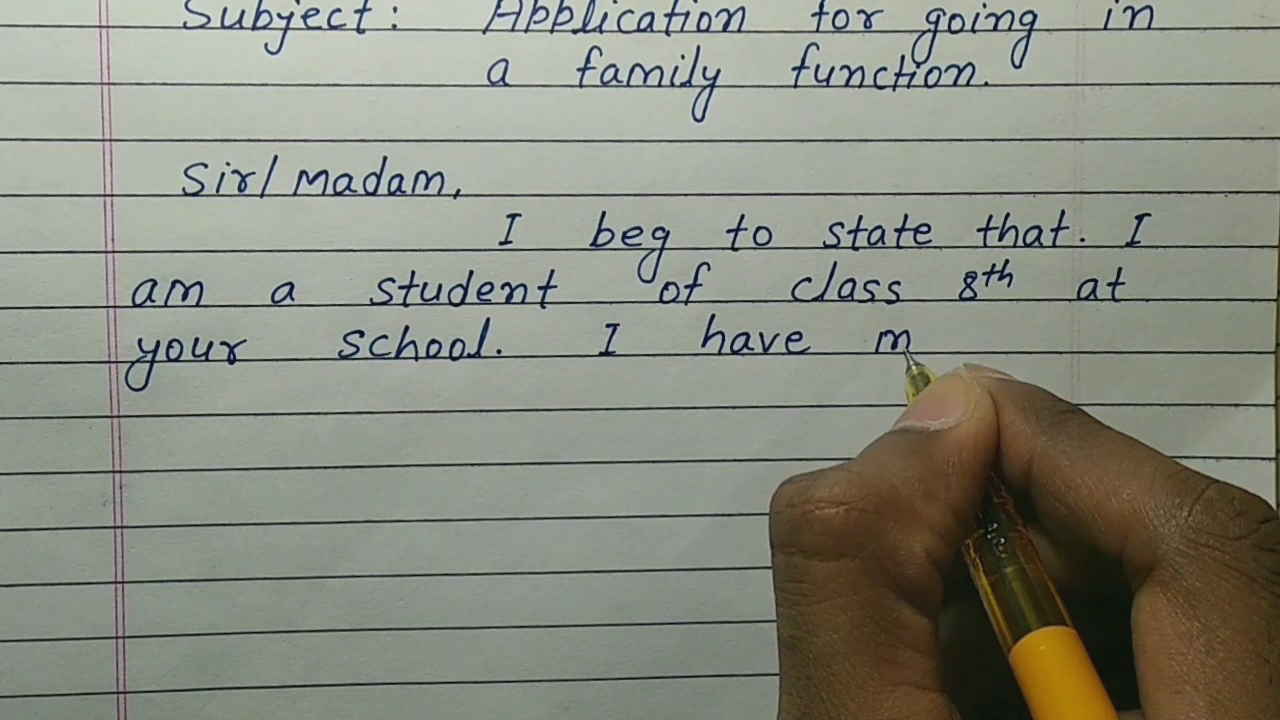 Subject: Application for going in
a family function.
Sir/Madam,
I beg to state that. I
am a student of class 8th at
your school. I have m